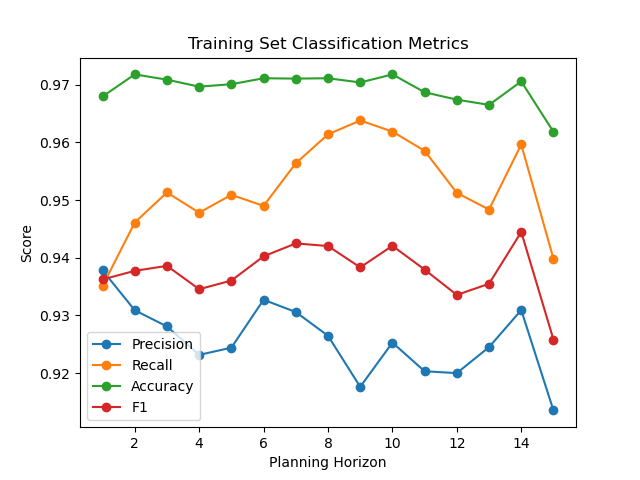 Training Set Classification Metrics
0.97
0.96
0.95
0.94
0.93
0.92
Score
Precision
Recall
Accuracy
F1
2 4 6 8 10 12 14
Planning Horizon